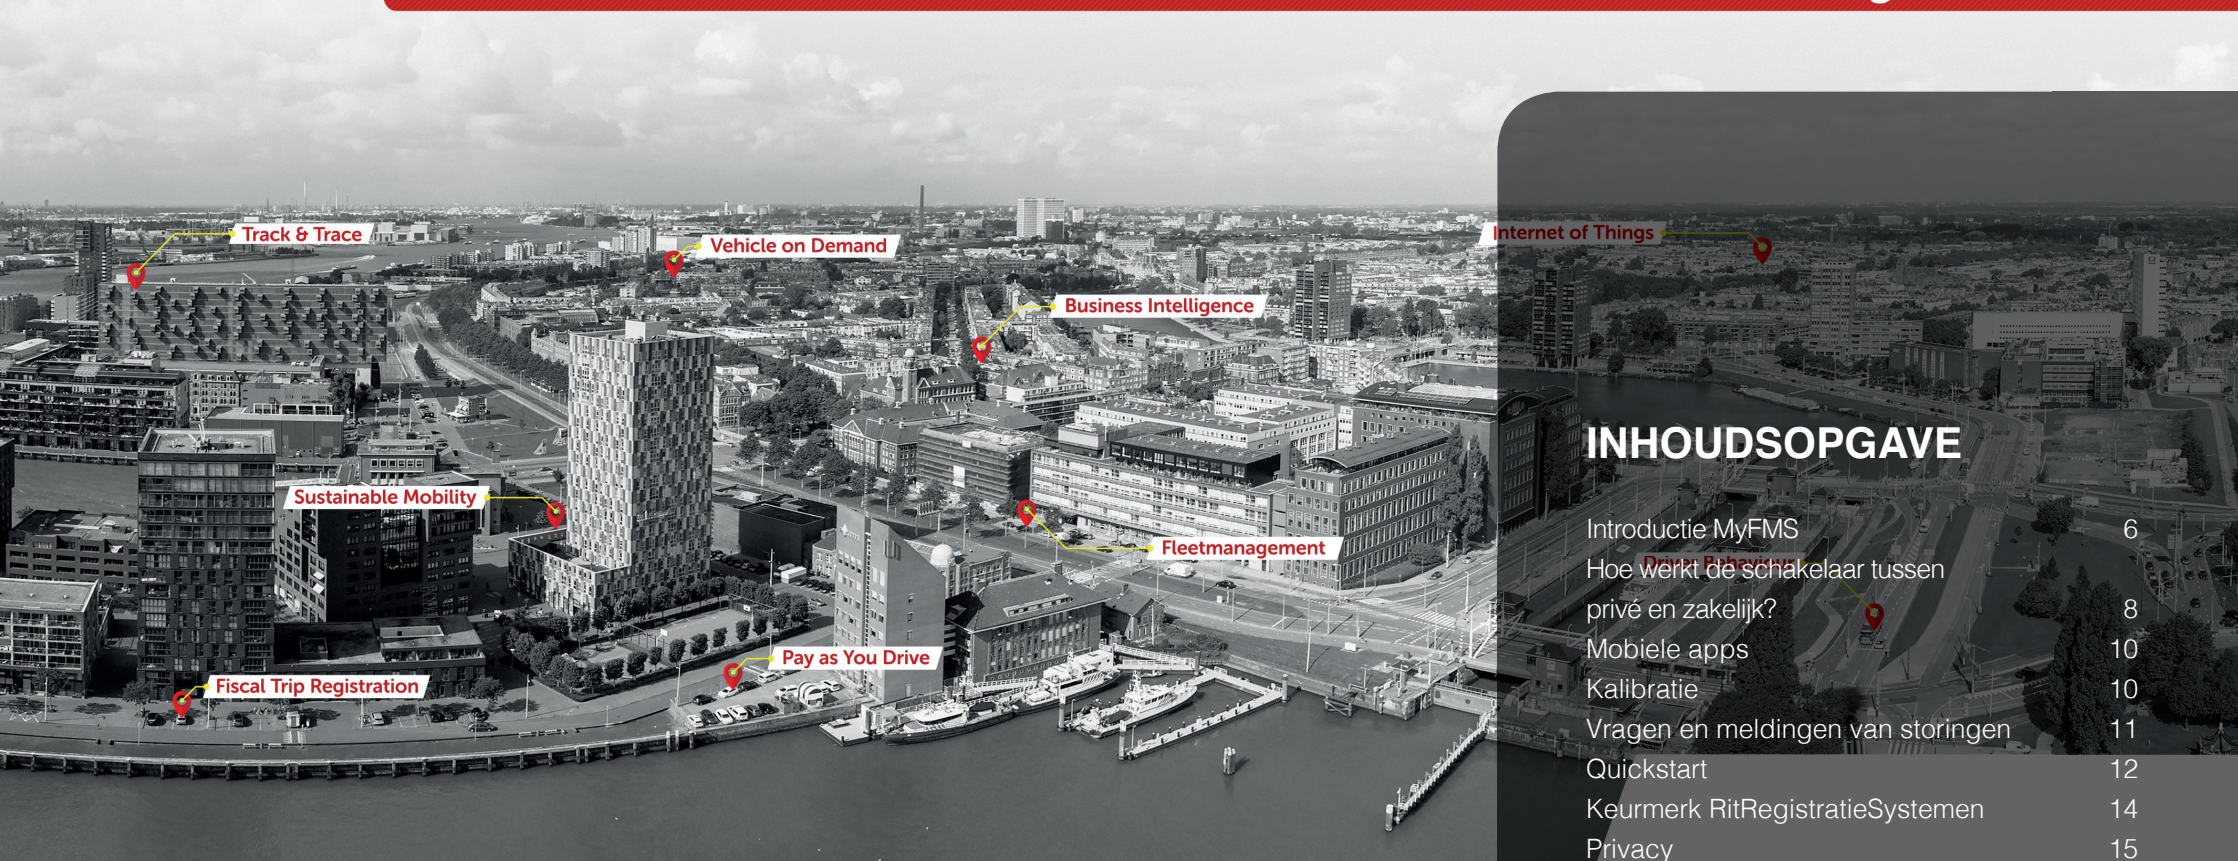 Track & Trace
Vehicle on Demand
Internet of Things
Business Intelligence
Sustainable Mobility
Fleetmanagement
Pay as You Drive
Fiscal Trip Registration
INHOUDSOPGAVE
Introductie MyFMS 6
Driver Behaviour
Hoe werkt de schakelaar tussen
privé en zakelijk? 8
Mobiele apps 10
Kalibratie 10
Vragen en meldingen van storingen 11
Quickstart 12
Keurmerk RitRegistratieSystemen 14
Privacy 15